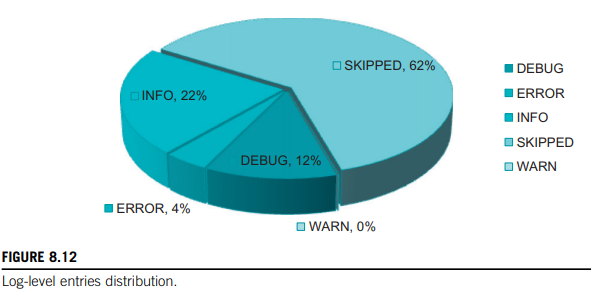 SKIPPED, 62%
INFO, 22%
DEBUG, 12%
ERROR, 4%
WARN, 0%
DEBUG
ERROR
INFO
SKIPPED
WARN
FIGURE 8.12
Log-level entries distribution.